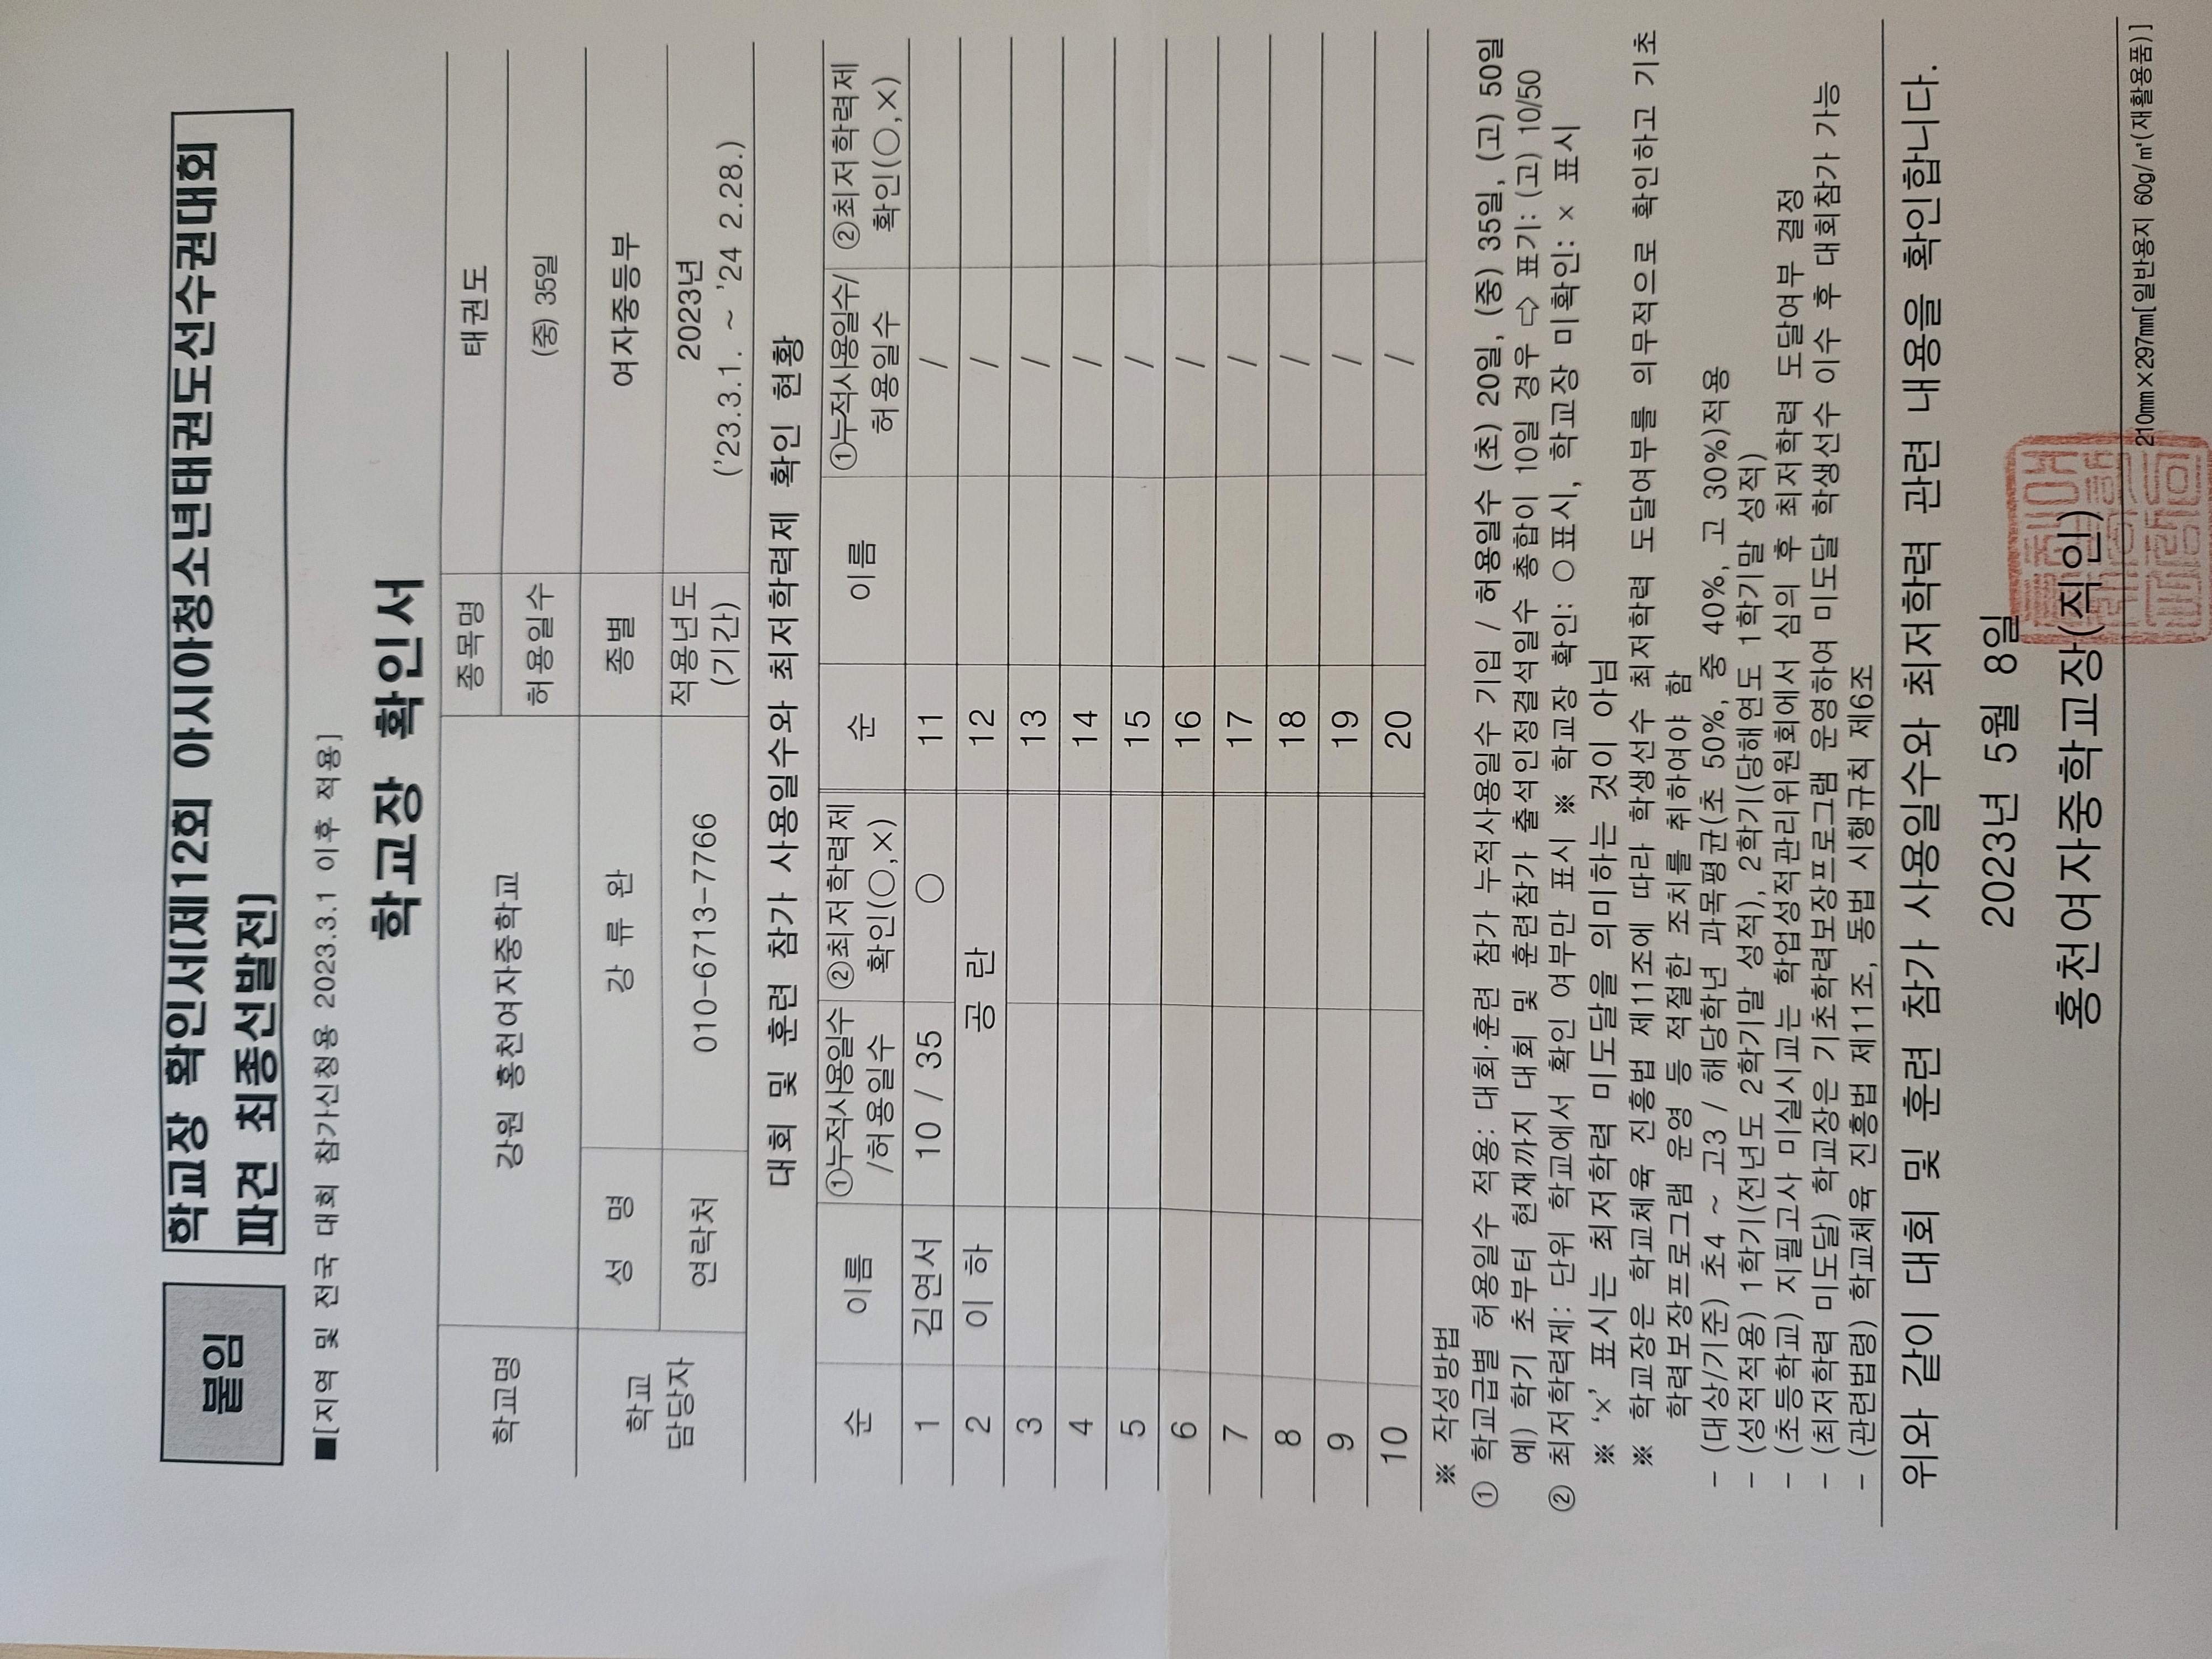 붙임
학교장 확인서[제12회 아시아청소년태권도선수권대회
파견 최종선발전]
■[지역 및 전국 대회 참가신청용 2023.3.1 이후 적용]
학교장 확인서
학교명 강원 홍천여자중학교 종목명 태권도
허용일수 (중) 35일
학교 담당자 성 명 강 류 완 종별 여자중등부
연락처 010-6713-7766 적용년도 (기간) 2023년
('23.3.1. ~ '24 2.28.)
대회 및 훈련 참가 사용일수와 최저학력제 확인 현황
순 이름 ①누적사용일수 /허용일수 ②최저학력제 확인(○,×) 순 이름 ①누적사용일수/ 허용일수 ②최저학력제 확인(○,×)
1 김연서 10 / 35 ○ 11 /
2 이 하 공 란 12 /
3 13 /
4 14 /
5 15 /
6 16 /
7 17 /
8 18 /
9 19 /
10 20 /
※ 작성방법
① 학교급별 허용일수 적용: 대회·훈련 참가 누적사용일수 기입 / 허용일수 (초) 20일, (중) 35일, (고) 50일
예) 학기 초부터 현재까지 대회 및 훈련참가 출석인정결석일수 총합이 10일 경우 ⇨ 표기: (고) 10/50
② 최저학력제: 단위 학교에서 확인 여부만 표시 ※ 학교장 확인: ○표시, 학교장 미확인: × 표시
※ '×' 표시는 최저학력 미도달을 의미하는 것이 아님
※ 학교장은 학교체육 진흥법 제11조에 따라 학생선수 최저학력 도달여부를 의무적으로 확인하고 기초
학력보장프로그램 운영 등 적절한 조치를 취하여야 함
- (대상/기준) 초4 ~ 고3 / 해당학년 과목평균(초 50%, 중 40%, 고 30%)적용
- (성적적용) 1학기(전년도 2학기말 성적), 2학기(당해연도 1학기말 성적)
- (초등학교) 지필고사 미실시교는 학업성적관리위원회에서 심의 후 최저학력 도달여부 결정
- (최저학력 미도달) 학교장은 기초학력보장프로그램 운영하여 미도달 학생선수 이수 후 대회참가 가능
- (관련법령) 학교체육 진흥법 제11조, 동법 시행규칙 제6조
위와 같이 대회 및 훈련 참가 사용일수와 최저학력 관련 내용을 확인합니다.
2023년 5월 8일
홍천여자중학교장(직인)
210mm×297mm[일반용지 60g/㎡(재활용품)]